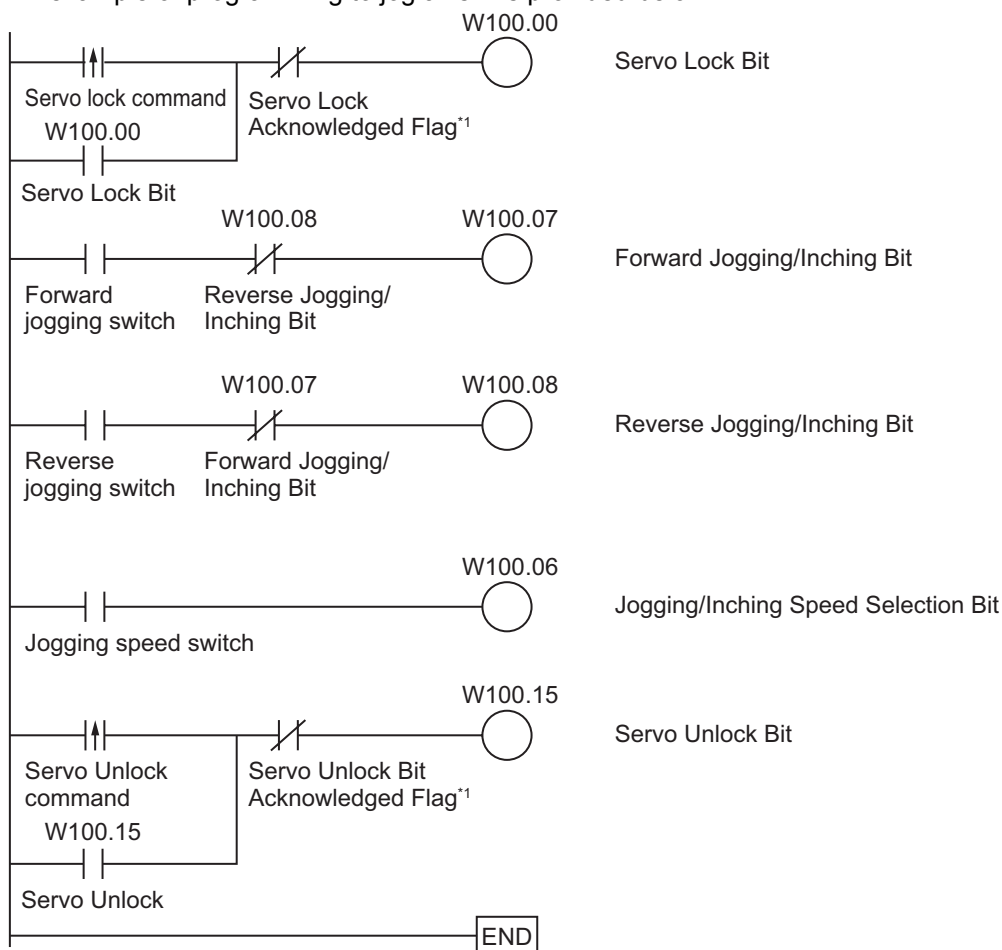 W100.00
Servo Lock Bit
Servo lock command
Servo Lock
Acknowledged Flag*1
W100.00
Servo Lock Bit
W100.08
W100.07
Forward Jogging/Inching Bit
Forward
jogging switch
Reverse Jogging/
Inching Bit
W100.07
W100.08
Reverse Jogging/Inching Bit
Reverse
jogging switch
Forward Jogging/
Inching Bit
W100.06
Jogging/Inching Speed Selection Bit
Jogging speed switch
W100.15
Servo Unlock Bit
Servo Unlock
command
Servo Unlock Bit
Acknowledged Flag*1
W100.15
Servo Unlock
END